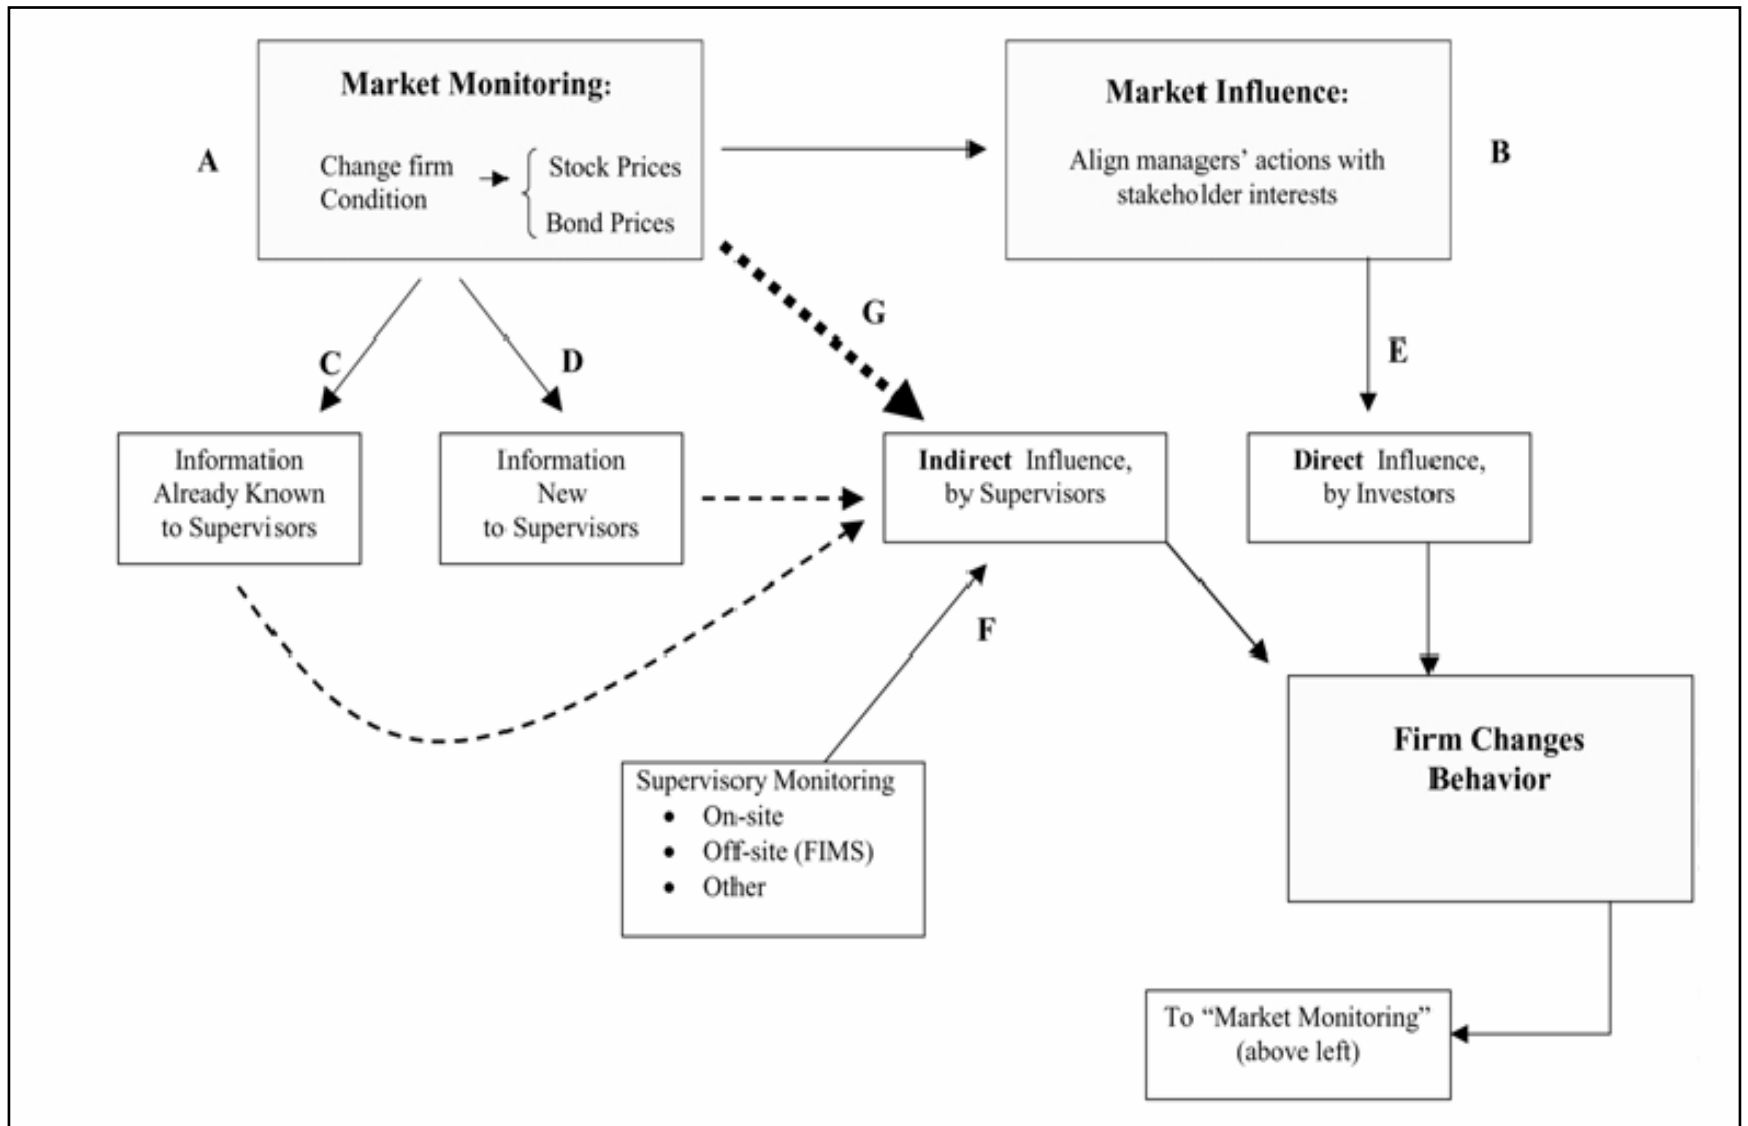 Market Monitoring:
A
Change firm
Condition
Stock Prices
Bond Prices
Market Influence:
Align managers’ actions with
stakeholder interests
B
G
C
D
E
Information
Already Known
to Supervisors
Information
New
to Supervisors
Indirect Influence,
by Supervisors
Direct Influence,
by Investors
F
Supervisory Monitoring
• On-site
• Off-site (FIMS)
• Other
Firm Changes
Behavior
To “Market Monitoring”
(above left)